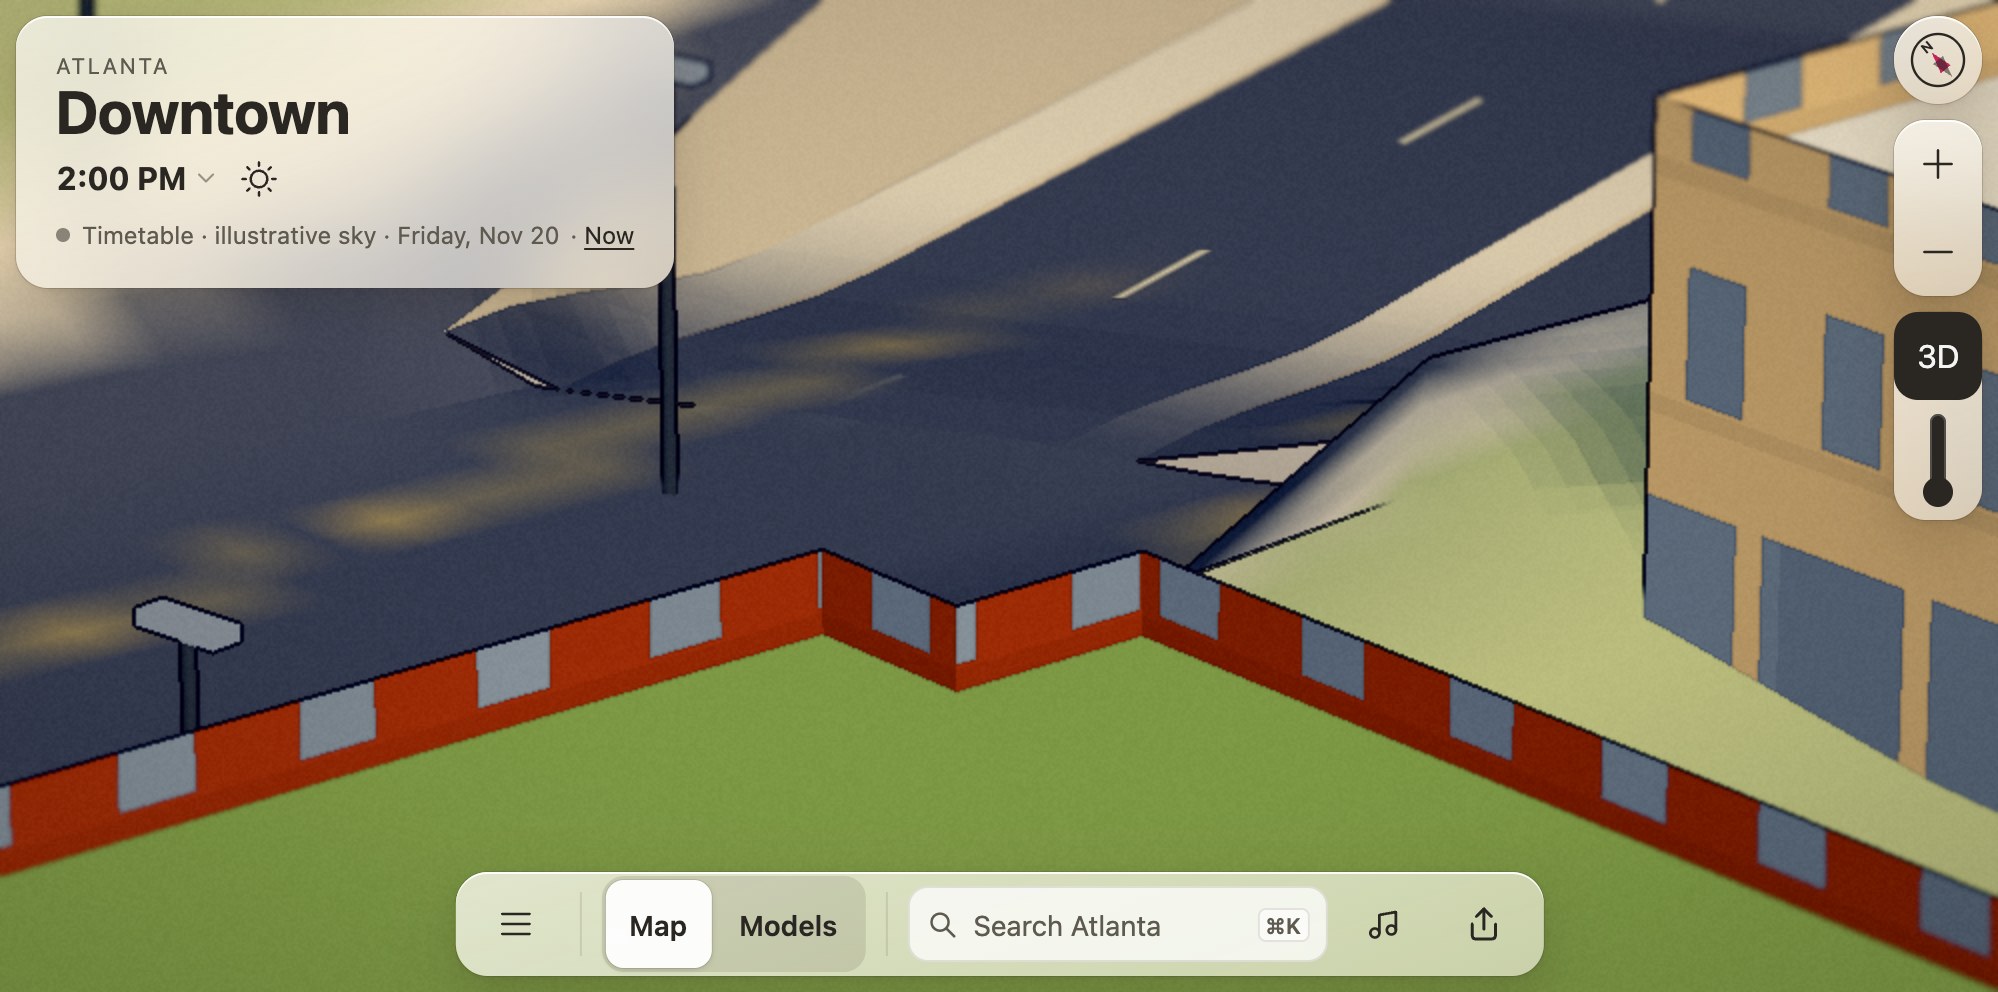 ATLANTA
Downtown
2:00 PM
Timetable · illustrative sky · Friday, Nov 20 · Now
N
3D
Map
Models
Search Atlanta
⌘K